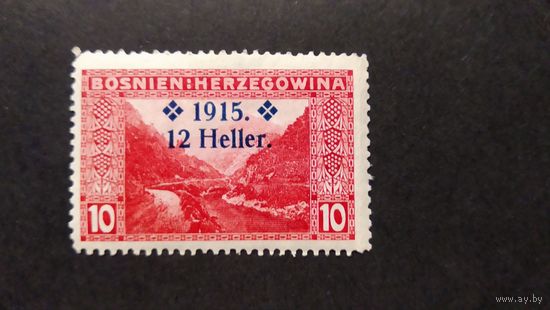 BOSNIEN:HERZEGOWINA
❖ 1915. ❖
12 Heller.
10 10
www.ay.by